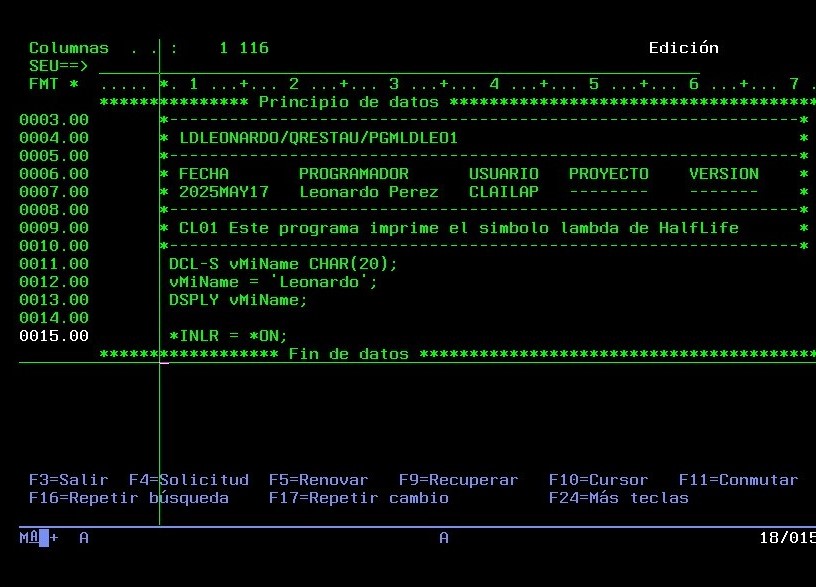 Columnas . . : 1 116 Edición
SEU==>
FMT * ..... *. 1 ...+... 2 ...+... 3 ...+... 4 ...+... 5 ...+... 6 ...+... 7 .
*************** Principio de datos *************************************
0003.00 *---------------------------------------------------------------*
0004.00 * LDLEONARDO/QRESTAU/PGMLDLEO1 *
0005.00 *---------------------------------------------------------------*
0006.00 * FECHA PROGRAMADOR USUARIO PROYECTO VERSION *
0007.00 * 2025MAY17 Leonardo Perez CLAILAP -------- ------- *
0008.00 *---------------------------------------------------------------*
0009.00 * CL01 Este programa imprime el simbolo lambda de HalfLife *
0010.00 *---------------------------------------------------------------*
0011.00 DCL-S vMiName CHAR(20);
0012.00 vMiName = 'Leonardo';
0013.00 DSPLY vMiName;
0014.00
0015.00 *INLR = *ON;
****************** Fin de datos ****************************************
F3=Salir F4=Solicitud F5=Renovar F9=Recuperar F10=Cursor F11=Conmutar
F16=Repetir búsqueda F17=Repetir cambio F24=Más teclas
MA + A A 18/015